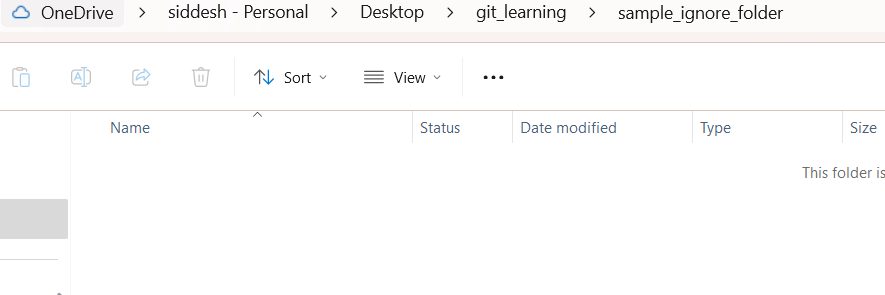 OneDrive > siddesh - Personal > Desktop > git_learning > sample_ignore_folder
Sort View
Name Status Date modified Type Size
This folder is